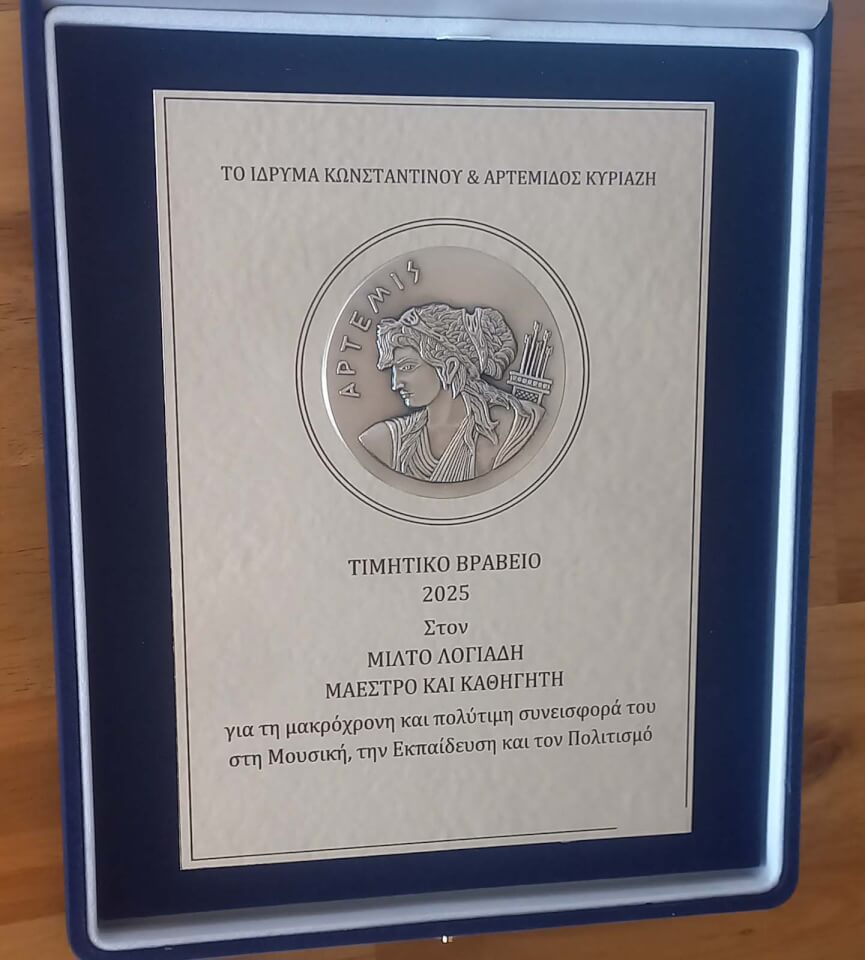 ΤΟ ΙΔΡΥΜΑ ΚΩΝΣΤΑΝΤΙΝΟΥ & ΑΡΤΕΜΙΔΟΣ ΚΥΡΙΑΖΗ
ΑΡΤΕΜΙΣ
ΤΙΜΗΤΙΚΟ ΒΡΑΒΕΙΟ
2025
Στον
ΜΙΛΤΟ ΛΟΓΙΑΔΗ
ΜΑΕΣΤΡΟ ΚΑΙ ΚΑΘΗΓΗΤΗ
για τη μακρόχρονη και πολύτιμη συνεισφορά του
στη Μουσική, την Εκπαίδευση και τον Πολιτισμό